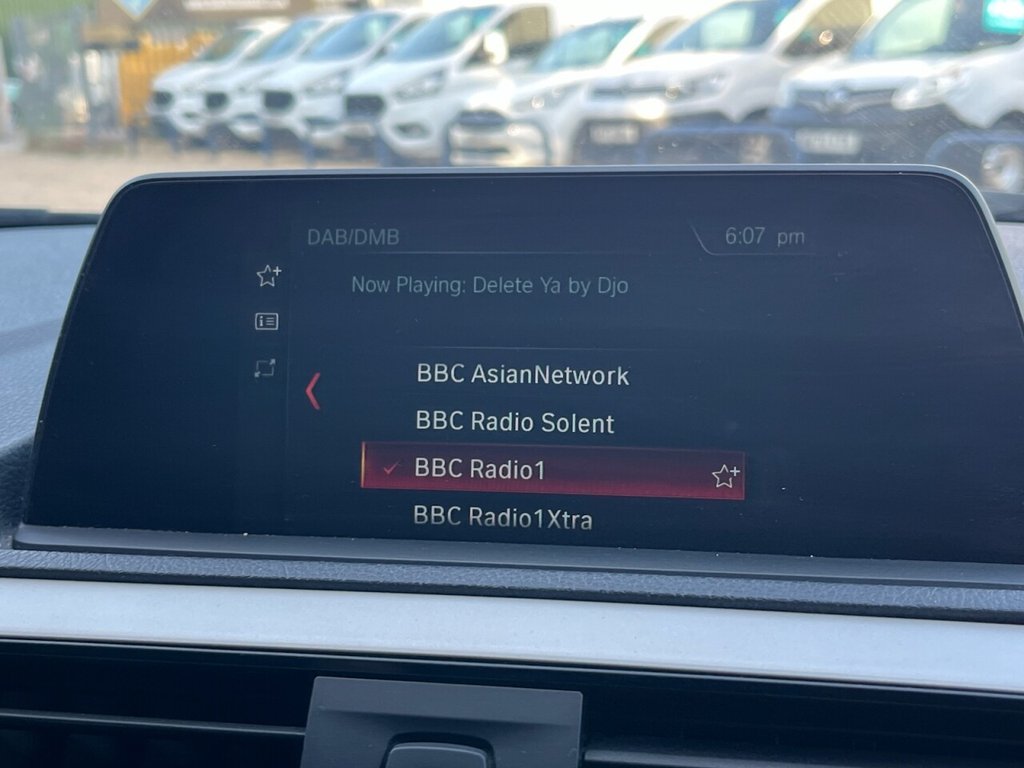 DAB/DMB
6:07 pm
Now Playing: Delete Ya by Djo
BBC AsianNetwork
BBC Radio Solent
BBC Radio1
BBC Radio1Xtra